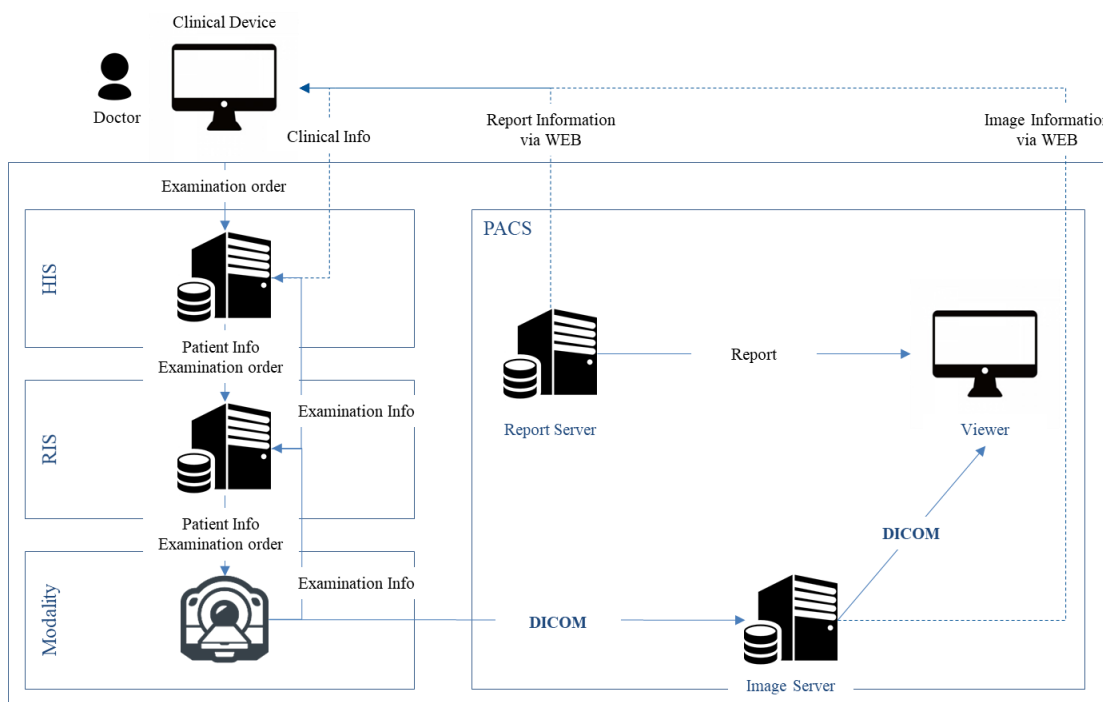 Clinical Device
Doctor
Clinical Info
Report Information
via WEB
Image Information
via WEB
Examination order
HIS
Patient Info
Examination order
RIS
Examination Info
Patient Info
Examination order
Modality
Examination Info
PACS
Report Server
Report
Viewer
DICOM
DICOM
Image Server